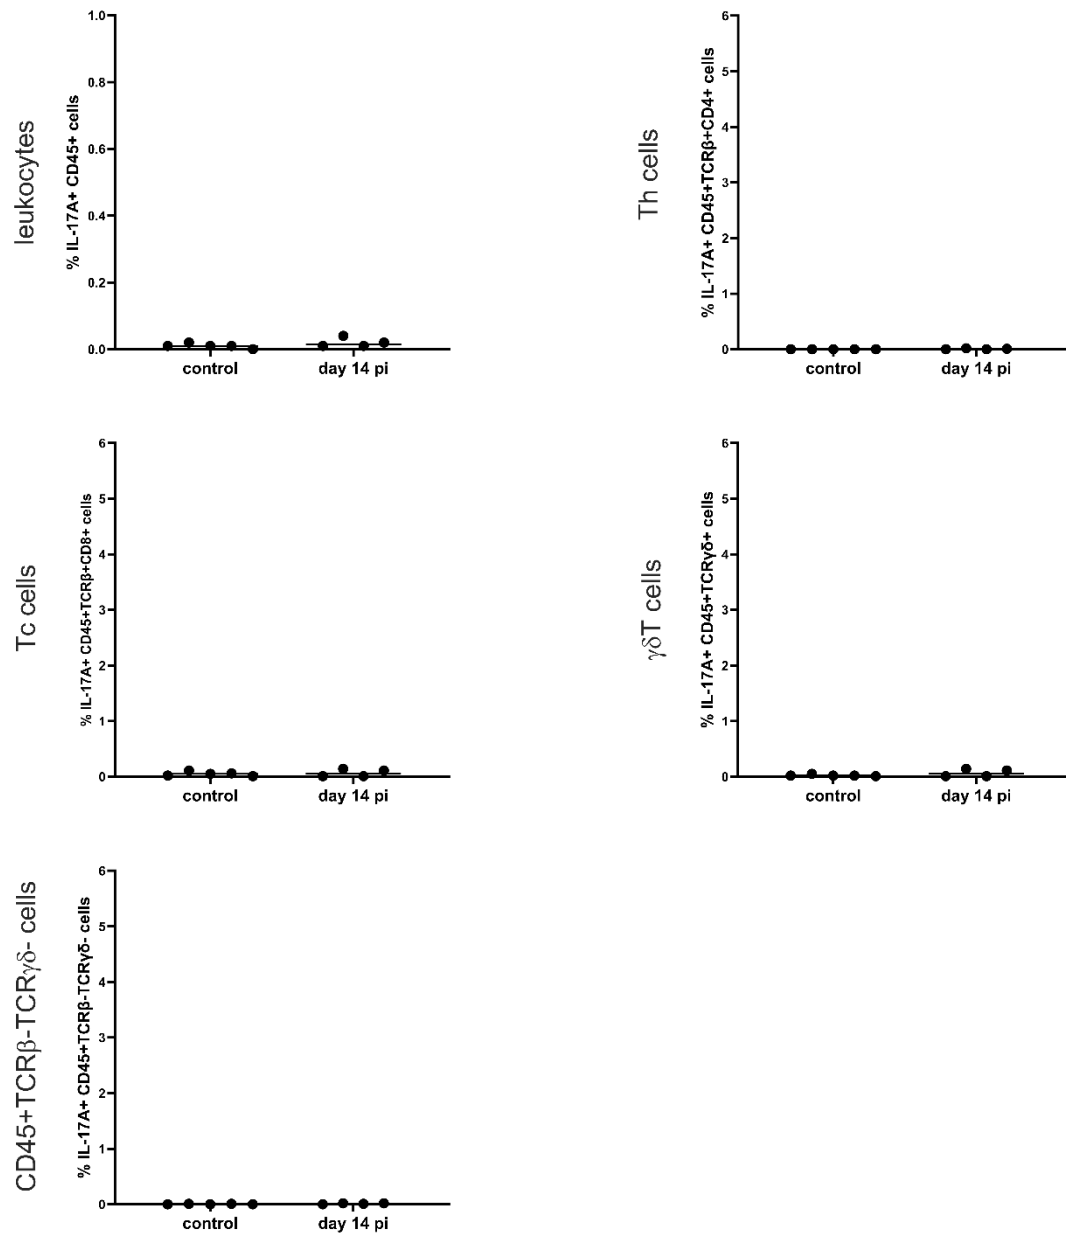 leukocytes
% IL-17A+ CD45+ cells
1.0
0.8
0.6
0.4
0.2
0.0
control day 14 pi
Th cells
% IL-17A+ CD45+TCRβ+CD4+ cells
6
5
4
3
2
1
0
control day 14 pi
Tc cells
% IL-17A+ CD45+TCRβ+CD8+ cells
6
5
4
3
2
1
0
control day 14 pi
γδT cells
% IL-17A+ CD45+TCRγδ+ cells
6
5
4
3
2
1
0
control day 14 pi
CD45+TCRβ-TCRγδ- cells
% IL-17A+ CD45+TCRβ-TCRγδ- cells
6
5
4
3
2
1
0
control day 14 pi